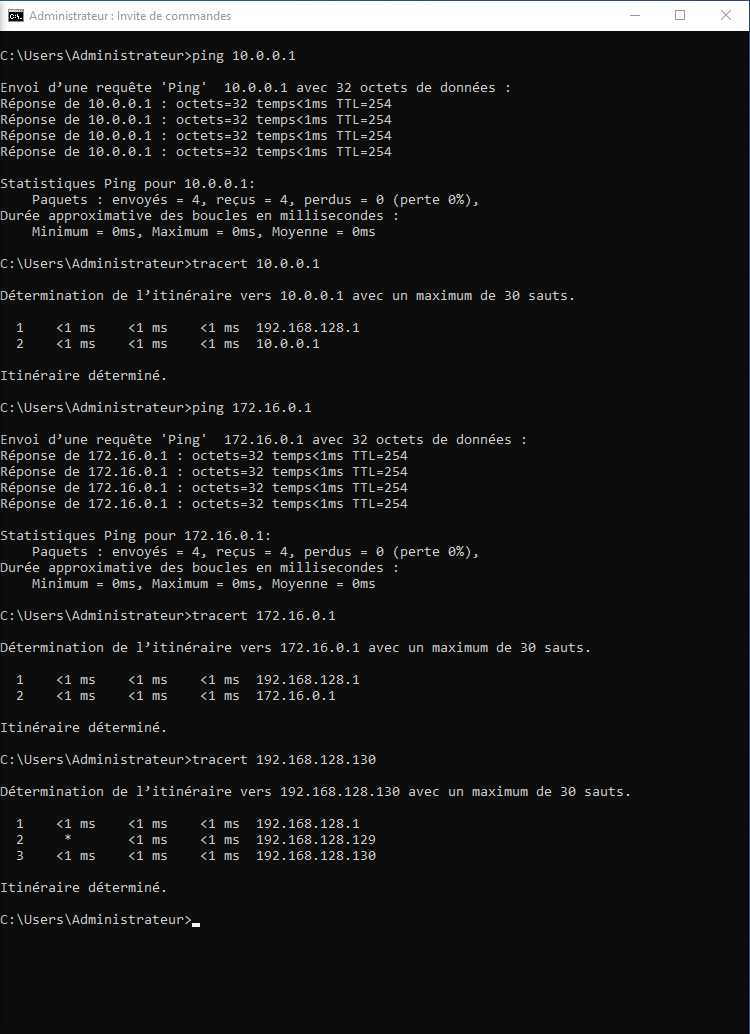 Administrateur : Invite de commandes
C:\Users\Administrateur>ping 10.0.0.1
Envoi d’une requête 'Ping'  10.0.0.1 avec 32 octets de données :
Réponse de 10.0.0.1 : octets=32 temps<1ms TTL=254
Réponse de 10.0.0.1 : octets=32 temps<1ms TTL=254
Réponse de 10.0.0.1 : octets=32 temps<1ms TTL=254
Réponse de 10.0.0.1 : octets=32 temps<1ms TTL=254
Statistiques Ping pour 10.0.0.1:
    Paquets : envoyés = 4, reçus = 4, perdus = 0 (perte 0%),
Durée approximative des boucles en millisecondes :
    Minimum = 0ms, Maximum = 0ms, Moyenne = 0ms
C:\Users\Administrateur>tracert 10.0.0.1
Détermination de l’itinéraire vers 10.0.0.1 avec un maximum de 30 sauts.
  1    <1 ms    <1 ms    <1 ms  192.168.128.1
  2    <1 ms    <1 ms    <1 ms  10.0.0.1
Itinéraire déterminé.
C:\Users\Administrateur>ping 172.16.0.1
Envoi d’une requête 'Ping'  172.16.0.1 avec 32 octets de données :
Réponse de 172.16.0.1 : octets=32 temps<1ms TTL=254
Réponse de 172.16.0.1 : octets=32 temps<1ms TTL=254
Réponse de 172.16.0.1 : octets=32 temps<1ms TTL=254
Réponse de 172.16.0.1 : octets=32 temps<1ms TTL=254
Statistiques Ping pour 172.16.0.1:
    Paquets : envoyés = 4, reçus = 4, perdus = 0 (perte 0%),
Durée approximative des boucles en millisecondes :
    Minimum = 0ms, Maximum = 0ms, Moyenne = 0ms
C:\Users\Administrateur>tracert 172.16.0.1
Détermination de l’itinéraire vers 172.16.0.1 avec un maximum de 30 sauts.
  1    <1 ms    <1 ms    <1 ms  192.168.128.1
  2    <1 ms    <1 ms    <1 ms  172.16.0.1
Itinéraire déterminé.
C:\Users\Administrateur>tracert 192.168.128.130
Détermination de l’itinéraire vers 192.168.128.130 avec un maximum de 30 sauts.
  1    <1 ms    <1 ms    <1 ms  192.168.128.1
  2     *       <1 ms    <1 ms  192.168.128.129
  3    <1 ms    <1 ms    <1 ms  192.168.128.130
Itinéraire déterminé.
C:\Users\Administrateur>